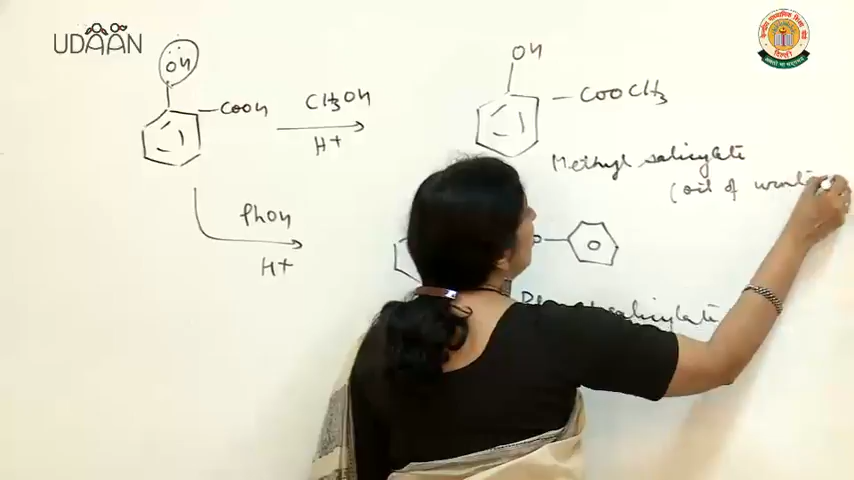 UDAAN
OH
COOH
CH3OH
H+
OH
COOCH3
Methyl salicylate
(oil of
PhOH
H+
O
salicylate